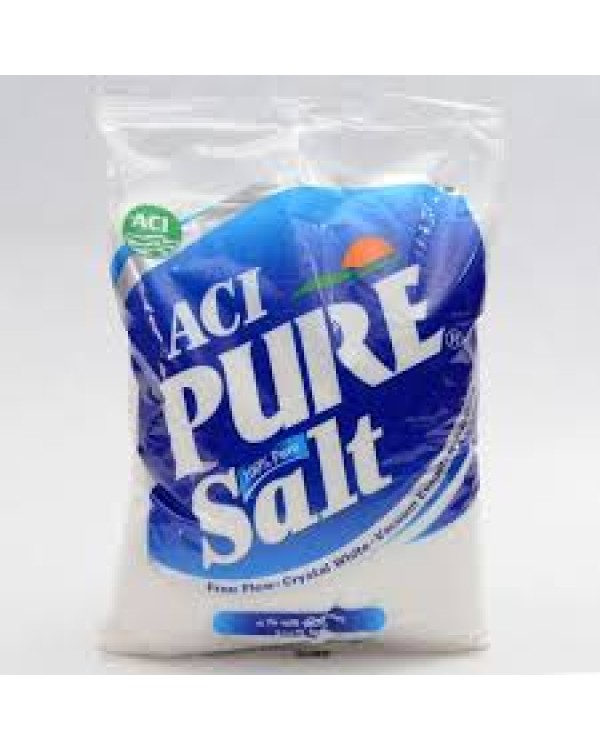 ACI
ACI
PURE®
100% Pure
Salt
Free Flow • Crystal White • Vacuum